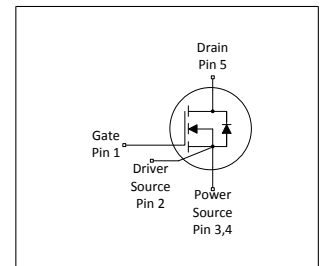 Drain
Pin 5
Gate
Pin 1
Driver
Source
Pin 2
Power
Source
Pin 3,4